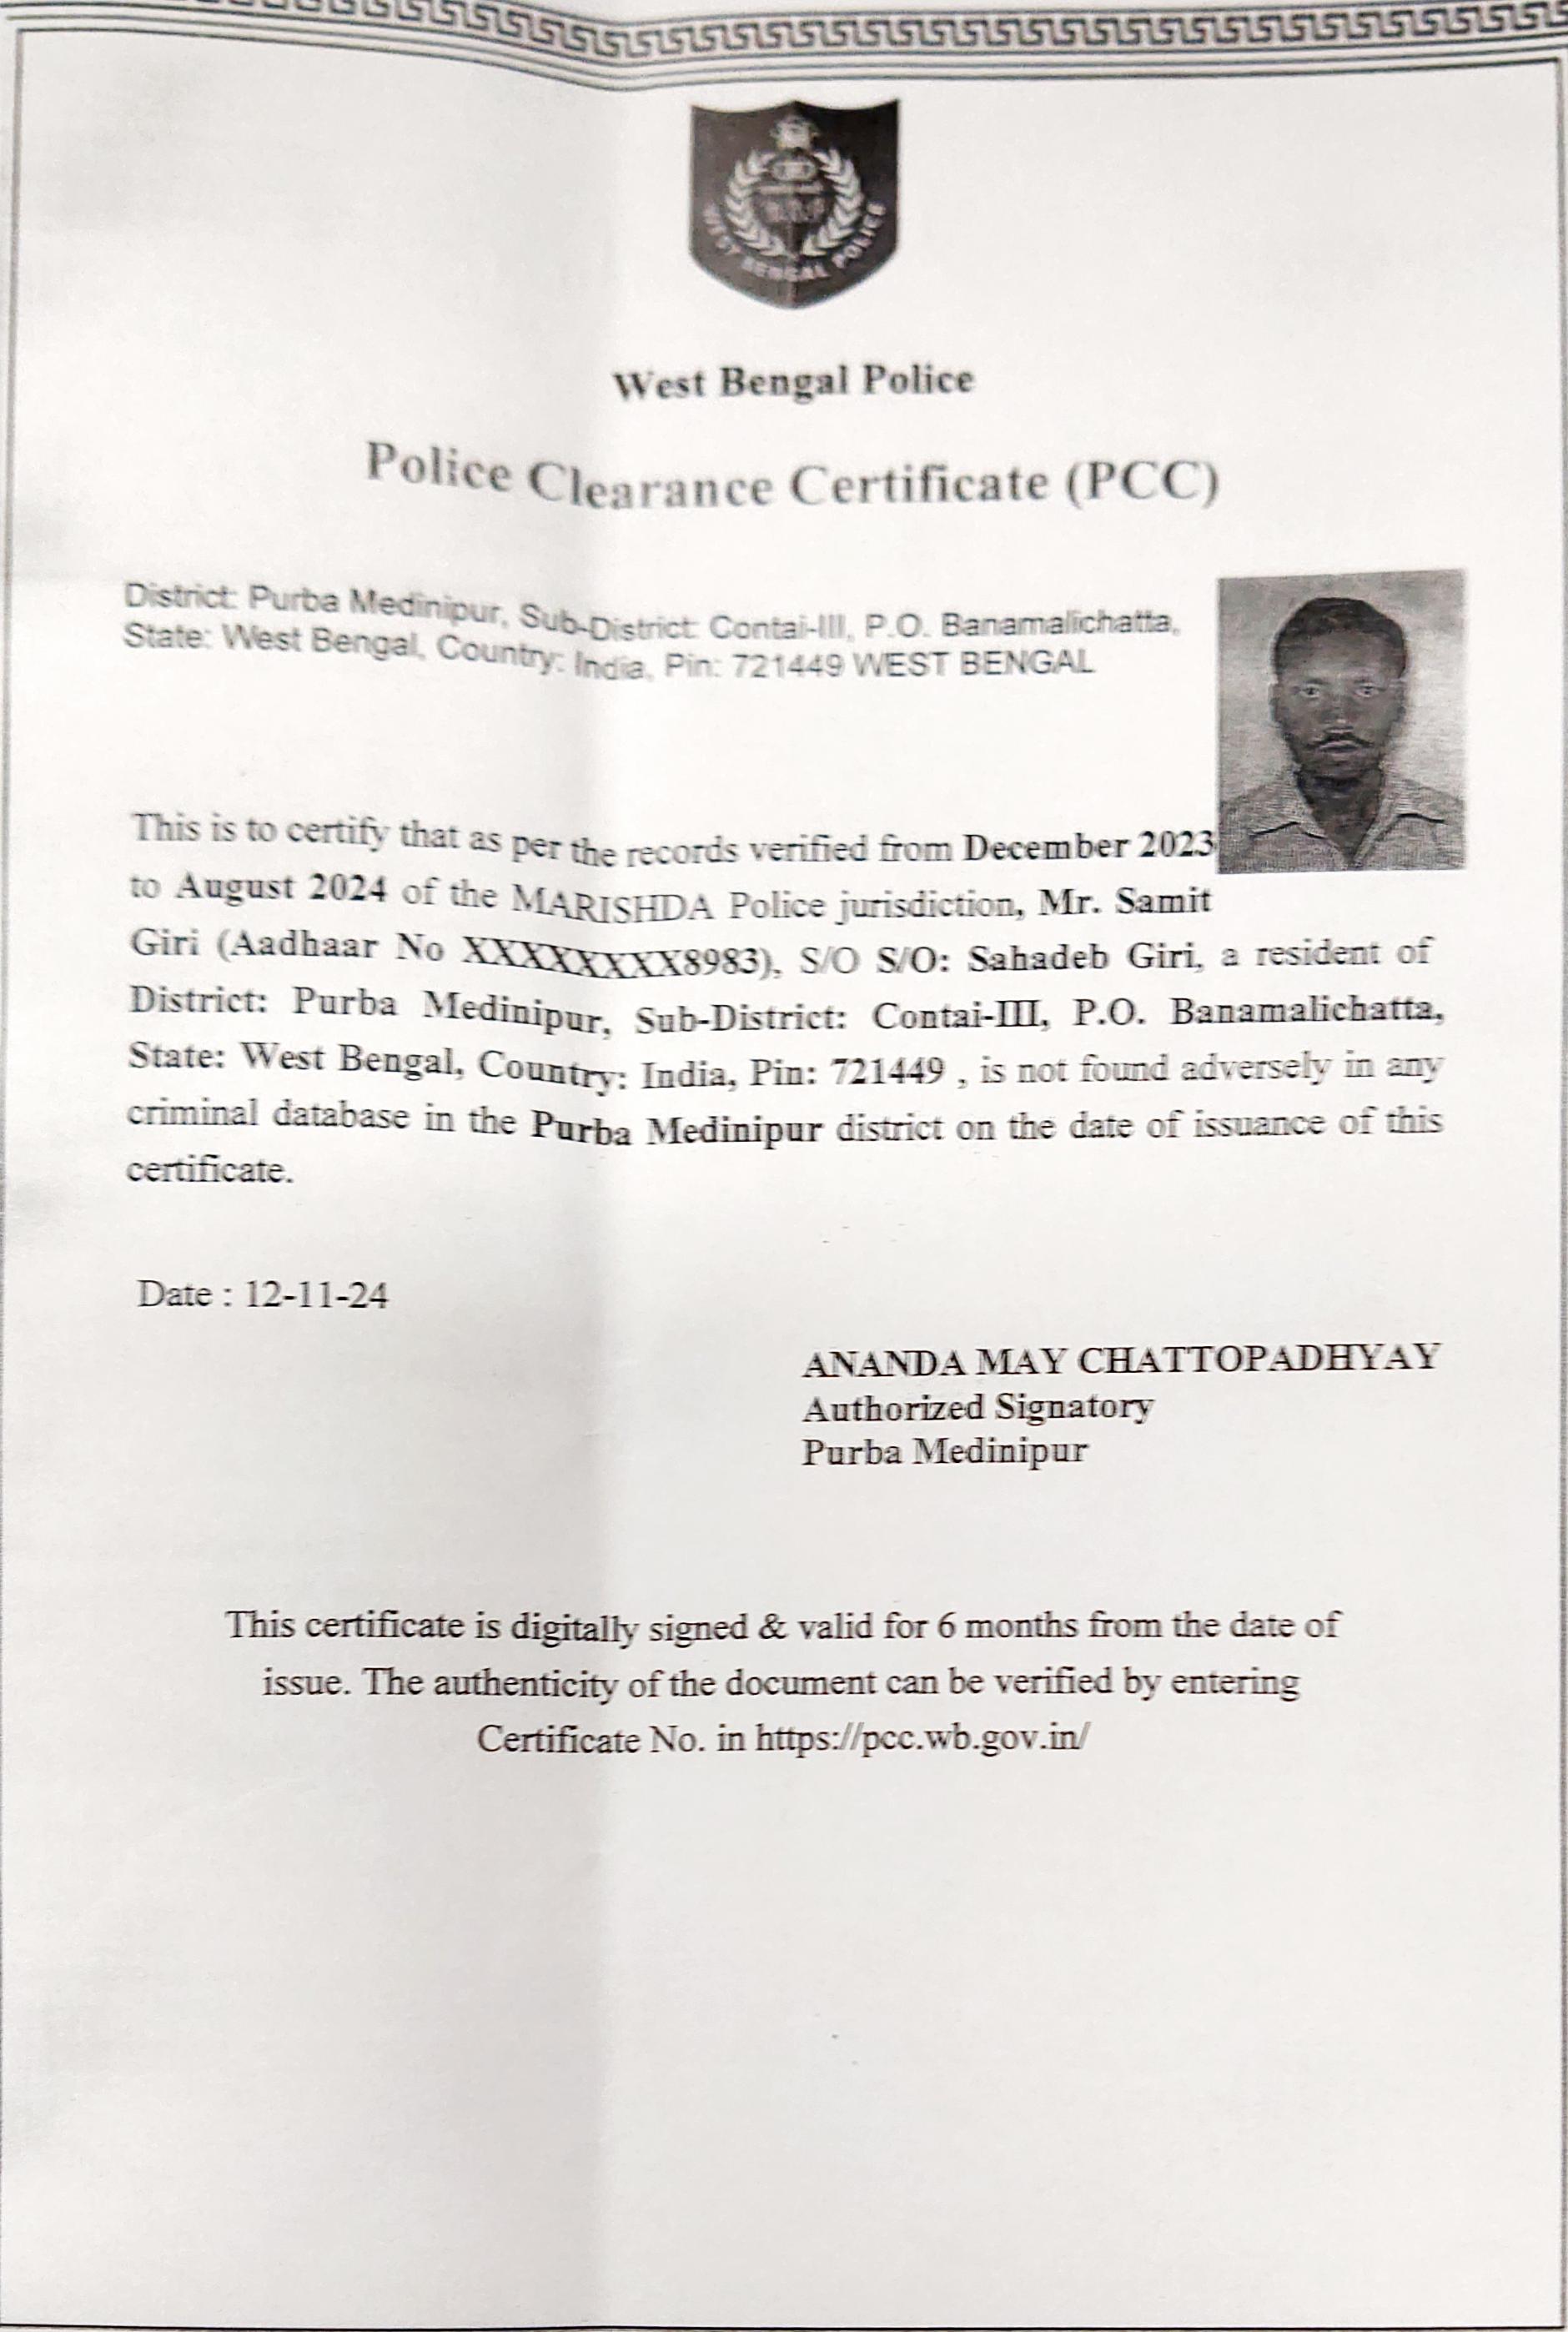 WEST BENGAL POLICE
West Bengal Police
Police Clearance Certificate (PCC)
District: Purba Medinipur, Sub-District: Contai-III, P.O. Banamalichatta,
State: West Bengal, Country: India, Pin: 721449 WEST BENGAL
This is to certify that as per the records verified from December 2023
to August 2024 of the MARISHDA Police jurisdiction, Mr. Samit
Giri (Aadhaar No XXXXXXXX8983), S/O S/O: Sahadeb Giri, a resident of
District: Purba Medinipur, Sub-District: Contai-III, P.O. Banamalichatta,
State: West Bengal, Country: India, Pin: 721449 , is not found adversely in any
criminal database in the Purba Medinipur district on the date of issuance of this
certificate.
Date : 12-11-24
ANANDA MAY CHATTOPADHYAY
Authorized Signatory
Purba Medinipur
This certificate is digitally signed & valid for 6 months from the date of
issue. The authenticity of the document can be verified by entering
Certificate No. in https://pcc.wb.gov.in/